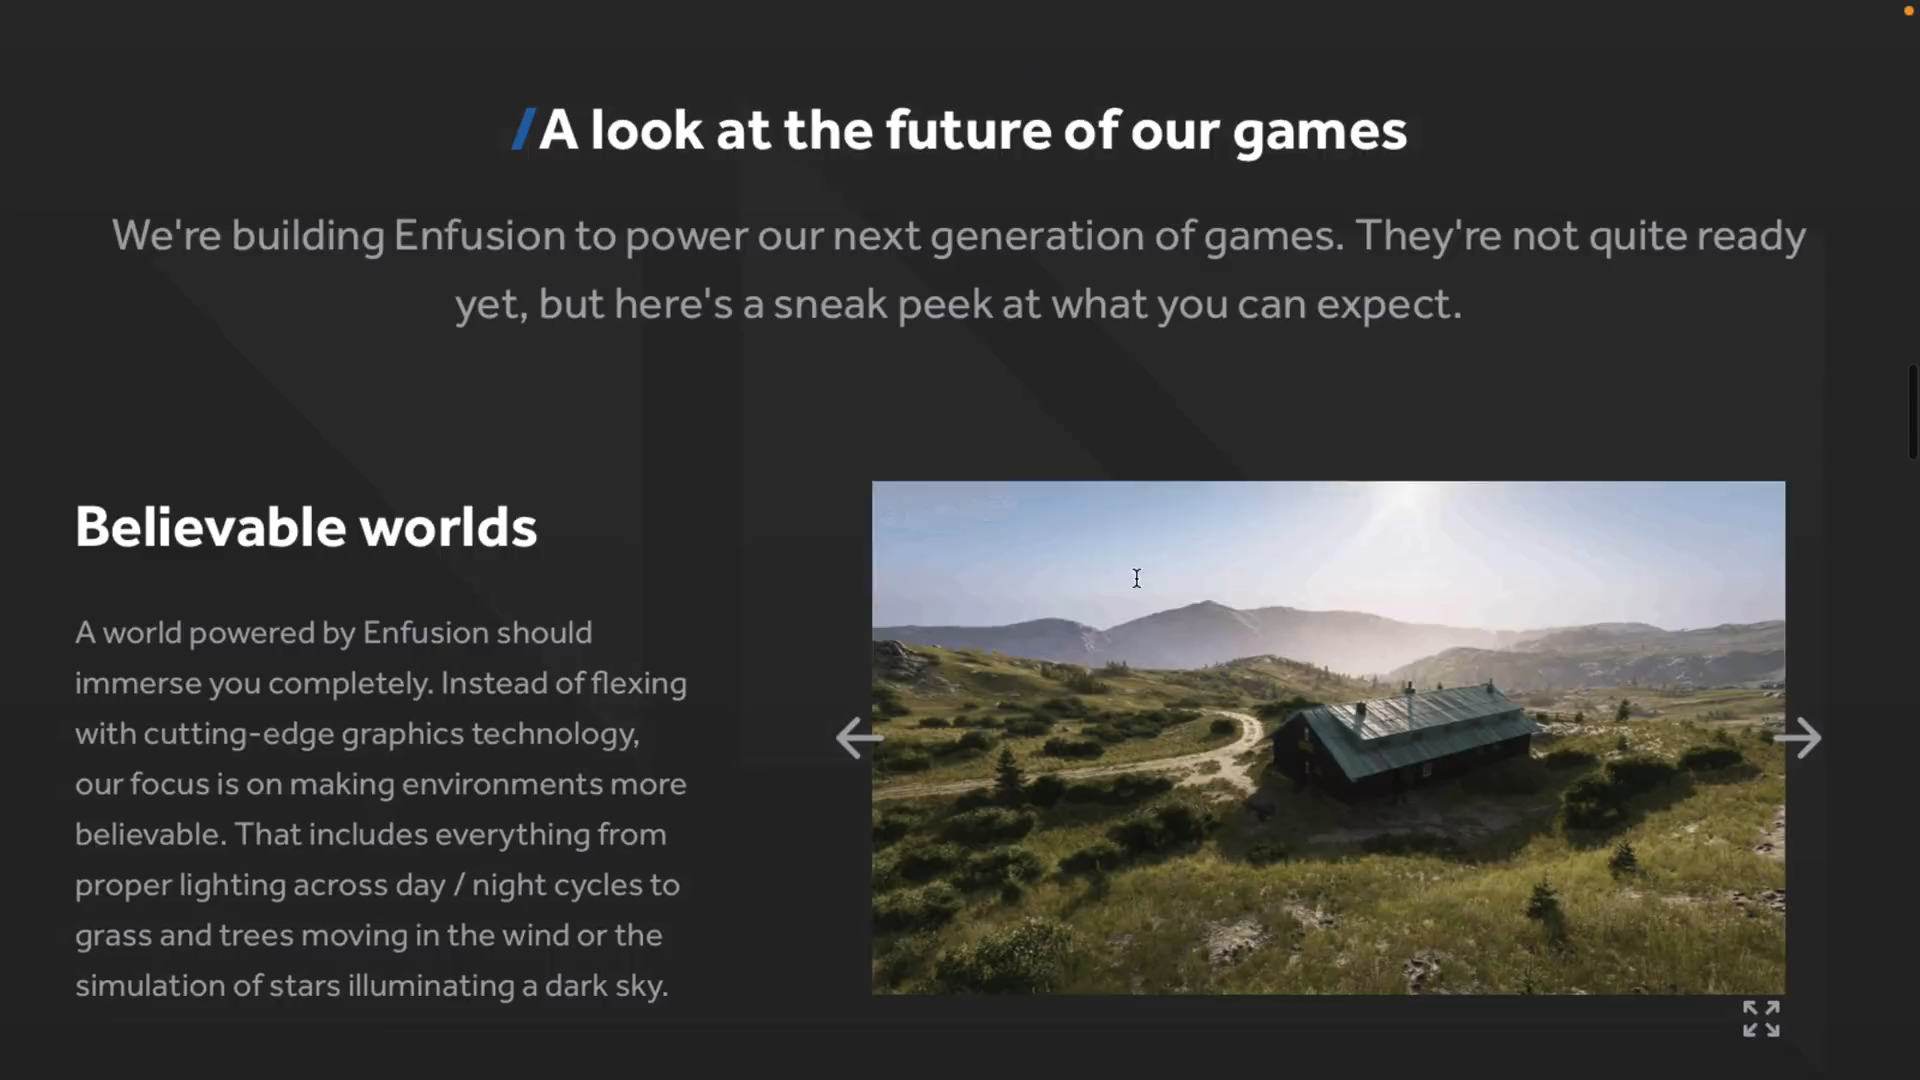 /A look at the future of our games
We're building Enfusion to power our next generation of games. They're not quite ready
yet, but here's a sneak peek at what you can expect.
Believable worlds
A world powered by Enfusion should
immerse you completely. Instead of flexing
with cutting-edge graphics technology,
our focus is on making environments more
believable. That includes everything from
proper lighting across day / night cycles to
grass and trees moving in the wind or the
simulation of stars illuminating a dark sky.